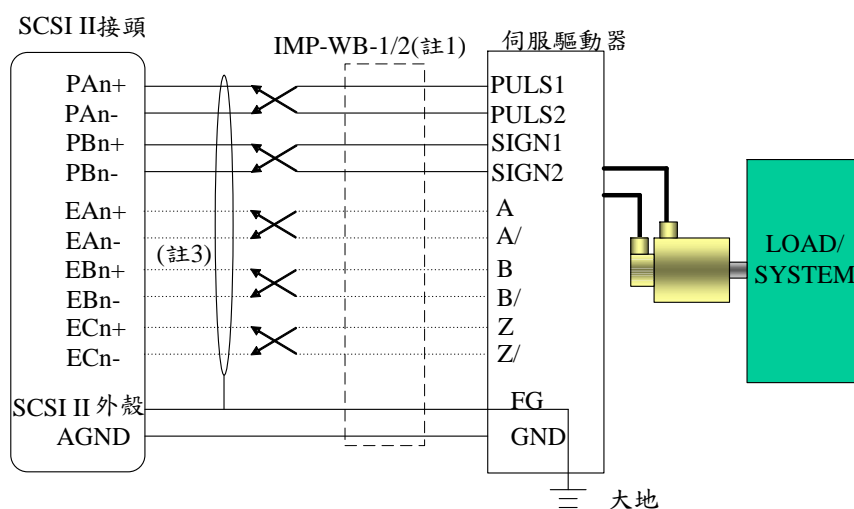 SCSI II接頭
IMP-WB-1/2(註1)
伺服驅動器
PAn+
PAn-
PBn+
PBn-
EAn+
EAn-
EBn+
EBn-
ECn+
ECn-
SCSI II 外殼
AGND
(註3)
PULS1
PULS2
SIGN1
SIGN2
A
A/
B
B/
Z
Z/
FG
GND
大地
LOAD/
SYSTEM